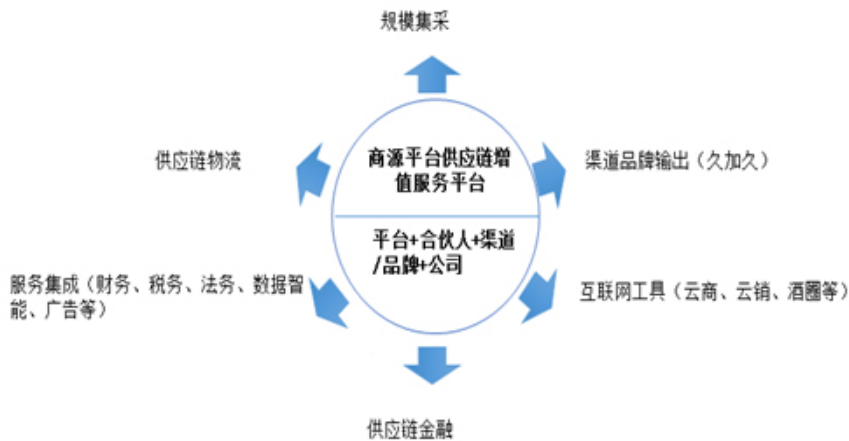 规模集采
供应链物流
商源平台供应链增
值服务平台
渠道品牌输出（久加久）
平台+合伙人+渠道
/品牌+公司
服务集成（财务、税务、法务、数据智
能、广告等）
互联网工具（云商、云销、酒圈等）
供应链金融